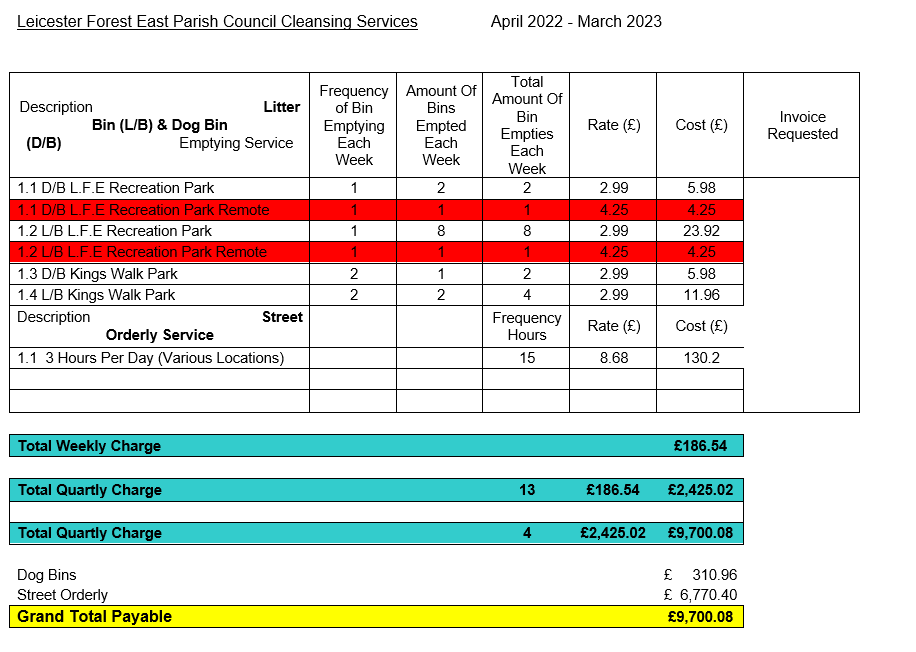 Leicester Forest East Parish Council Cleansing Services April 2022 - March 2023
Description Litter Bin (L/B) & Dog Bin (D/B) Emptying Service
Frequency of Bin Emptying Each Week
Amount Of Bins Empted Each Week
Total Amount Of Bin Empties Each Week
Rate (£)
Cost (£)
Invoice Requested
1.1 D/B L.F.E Recreation Park 1 2 2 2.99 5.98
1.1 D/B L.F.E Recreation Park Remote 1 1 1 4.25 4.25
1.2 L/B L.F.E Recreation Park 1 8 8 2.99 23.92
1.2 L/B L.F.E Recreation Park Remote 1 1 1 4.25 4.25
1.3 D/B Kings Walk Park 2 1 2 2.99 5.98
1.4 L/B Kings Walk Park 2 2 4 2.99 11.96
Description Street Orderly Service
Frequency Hours
Rate (£)
Cost (£)
1.1 3 Hours Per Day (Various Locations) 15 8.68 130.2
Total Weekly Charge £186.54
Total Quartly Charge 13 £186.54 £2,425.02
Total Quartly Charge 4 £2,425.02 £9,700.08
Dog Bins £ 310.96
Street Orderly £ 6,770.40
Grand Total Payable £9,700.08